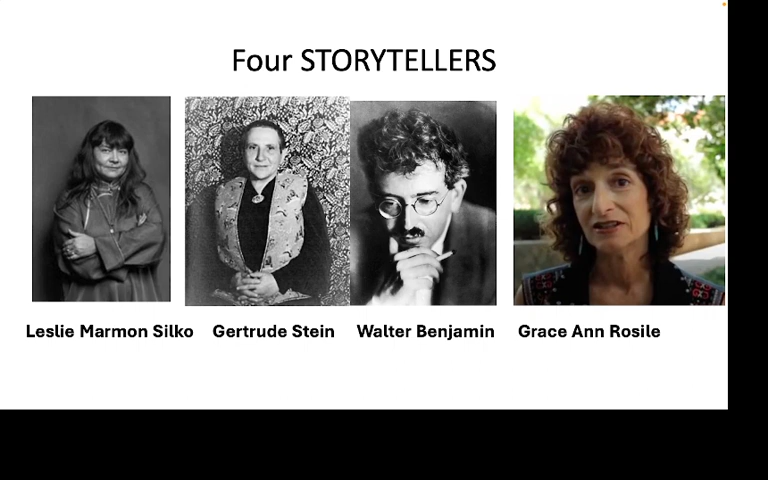 Four STORYTELLERS
Leslie Marmon Silko Gertrude Stein Walter Benjamin Grace Ann Rosile